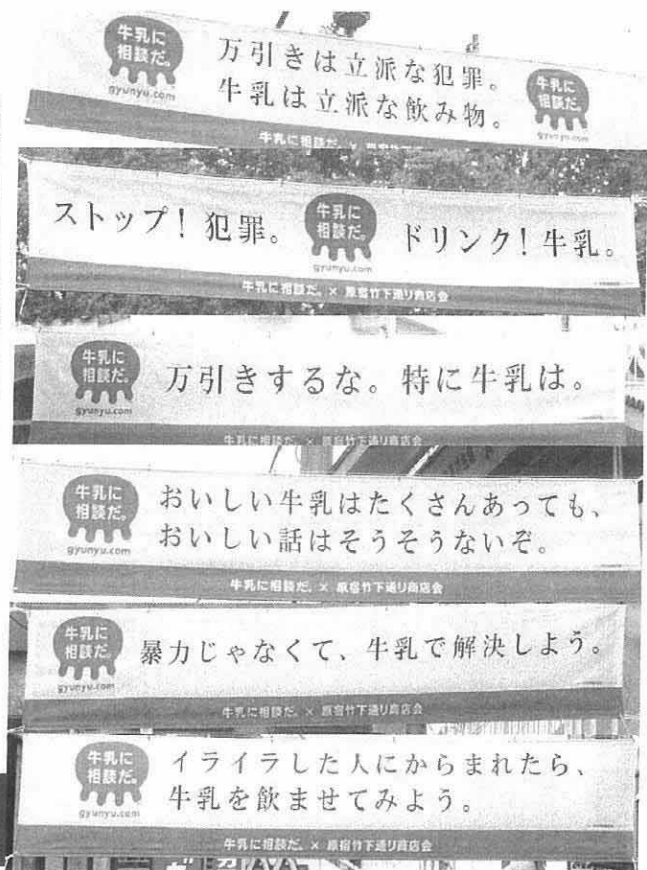 牛乳に
相談だ。
gyunyu.com
万引きは立派な犯罪。
牛乳は立派な飲み物。
牛乳に
相談だ。
gyunyu.com
牛乳に相談だ。×
ストップ!犯罪。
牛乳に
相談だ。
gyunyu.com
ドリンク!牛乳。
牛乳に相談だ。× 原宿竹下通り商店会
牛乳に
相談だ。
gyunyu.com
万引きするな。特に牛乳は。
牛乳に相談だ。× 原宿竹下通り商店会
牛乳に
相談だ。
gyunyu.com
おいしい牛乳はたくさんあっても、
おいしい話はそうそうないぞ。
牛乳に相談だ。× 原宿竹下通り商店会
牛乳に
相談だ。
gyunyu.com
暴力じゃなくて、牛乳で解決しよう。
牛乳に相談だ。× 原宿竹下通り商店会
牛乳に
相談だ。
gyunyu.com
イライラした人にからまれたら、
牛乳を飲ませてみよう。
牛乳に相談だ。× 原宿竹下通り商店会